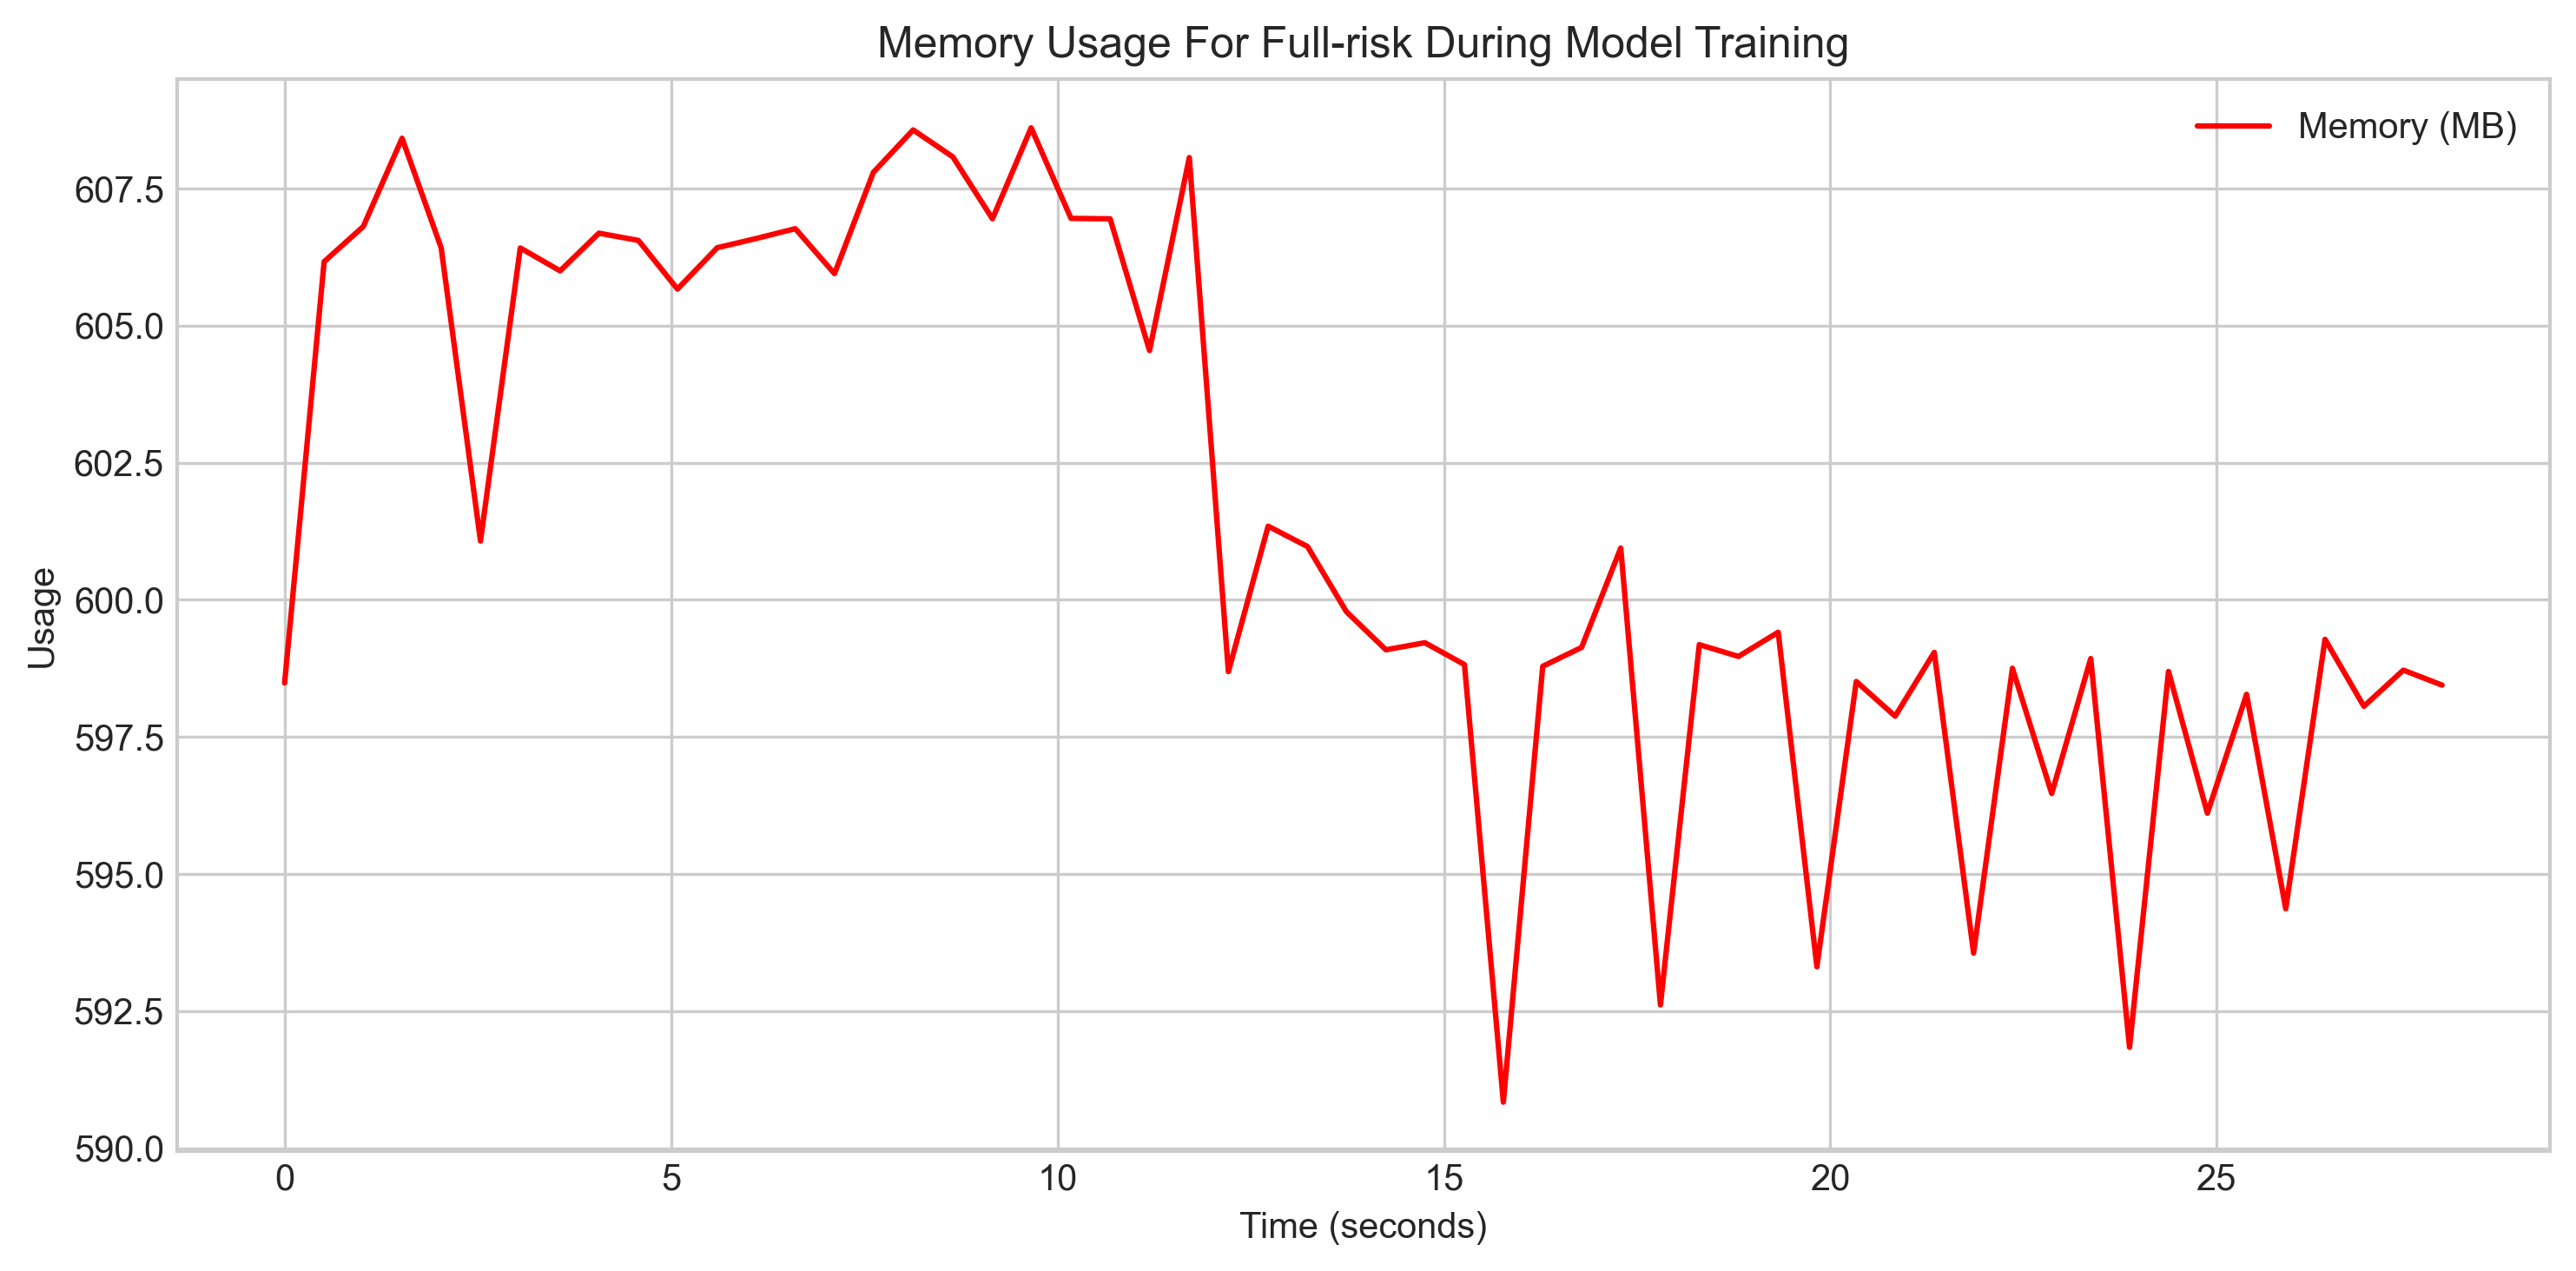 Memory Usage For Full-risk During Model Training
Memory (MB)
607.5
605.0
602.5
600.0
597.5
595.0
592.5
590.0
Usage
0 5 10 15 20 25
Time (seconds)